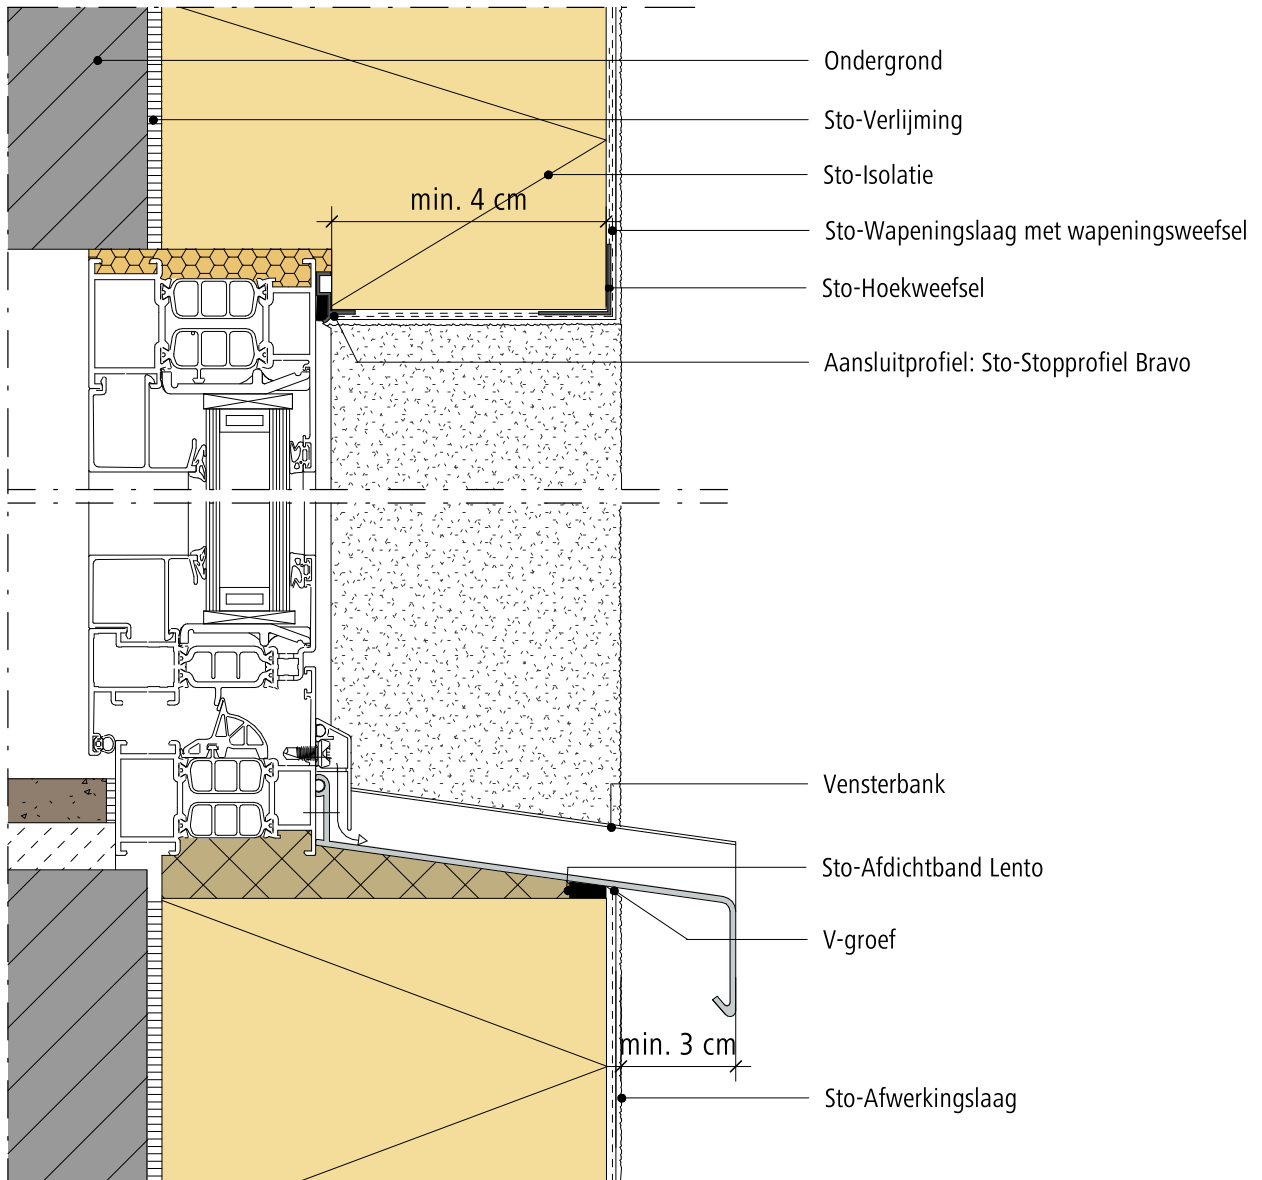 Ondergrond
Sto-Verlijming
Sto-Isolatie
min. 4 cm
Sto-Wapeningslaag met wapeningsweefsel
Sto-Hoekweefsel
Aansluitprofiel: Sto-Stopprofiel Bravo
Vensterbank
Sto-Afdichtband Lento
V-groef
min. 3 cm
Sto-Afwerkingslaag